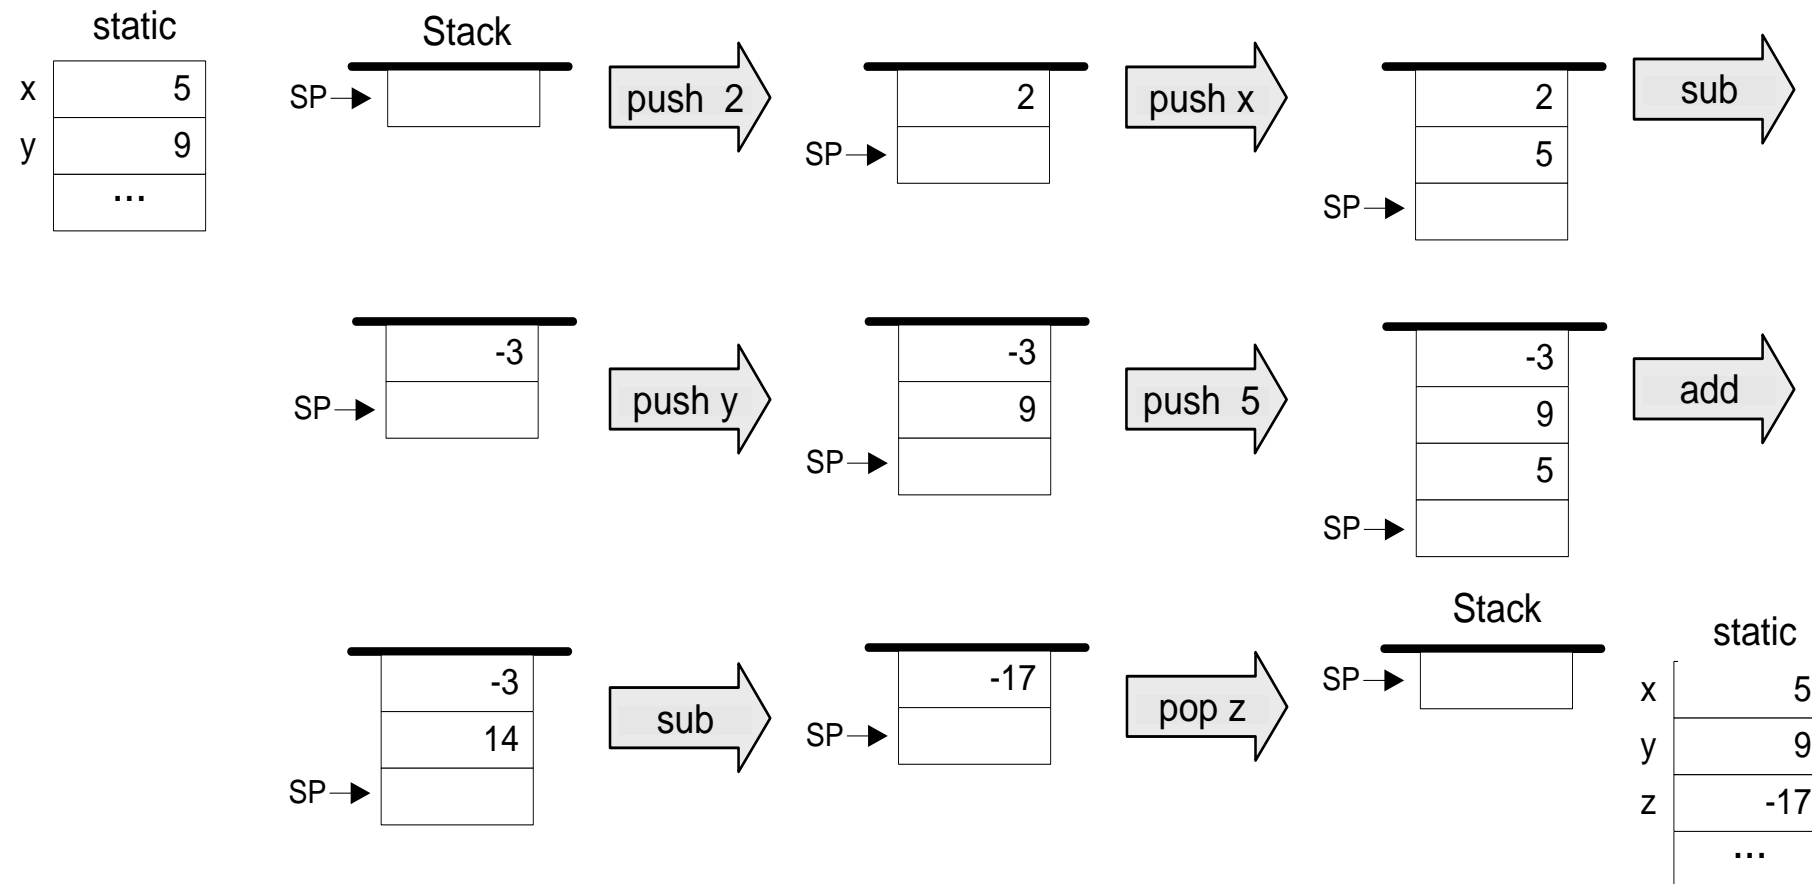 static
Stack
x 5
y 9
...
SP
push 2
2
SP
push x
2
5
SP
sub
-3
SP
push y
-3
9
SP
push 5
-3
9
5
SP
add
-3
14
SP
sub
-17
SP
pop z
Stack
SP
static
x 5
y 9
z -17
...